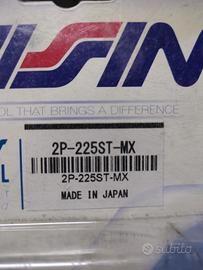 ISIN
OL THAT BRINGS A DIFFERENCE
2P-225ST-MX
2P-225ST-MX
MADE IN JAPAN
subito